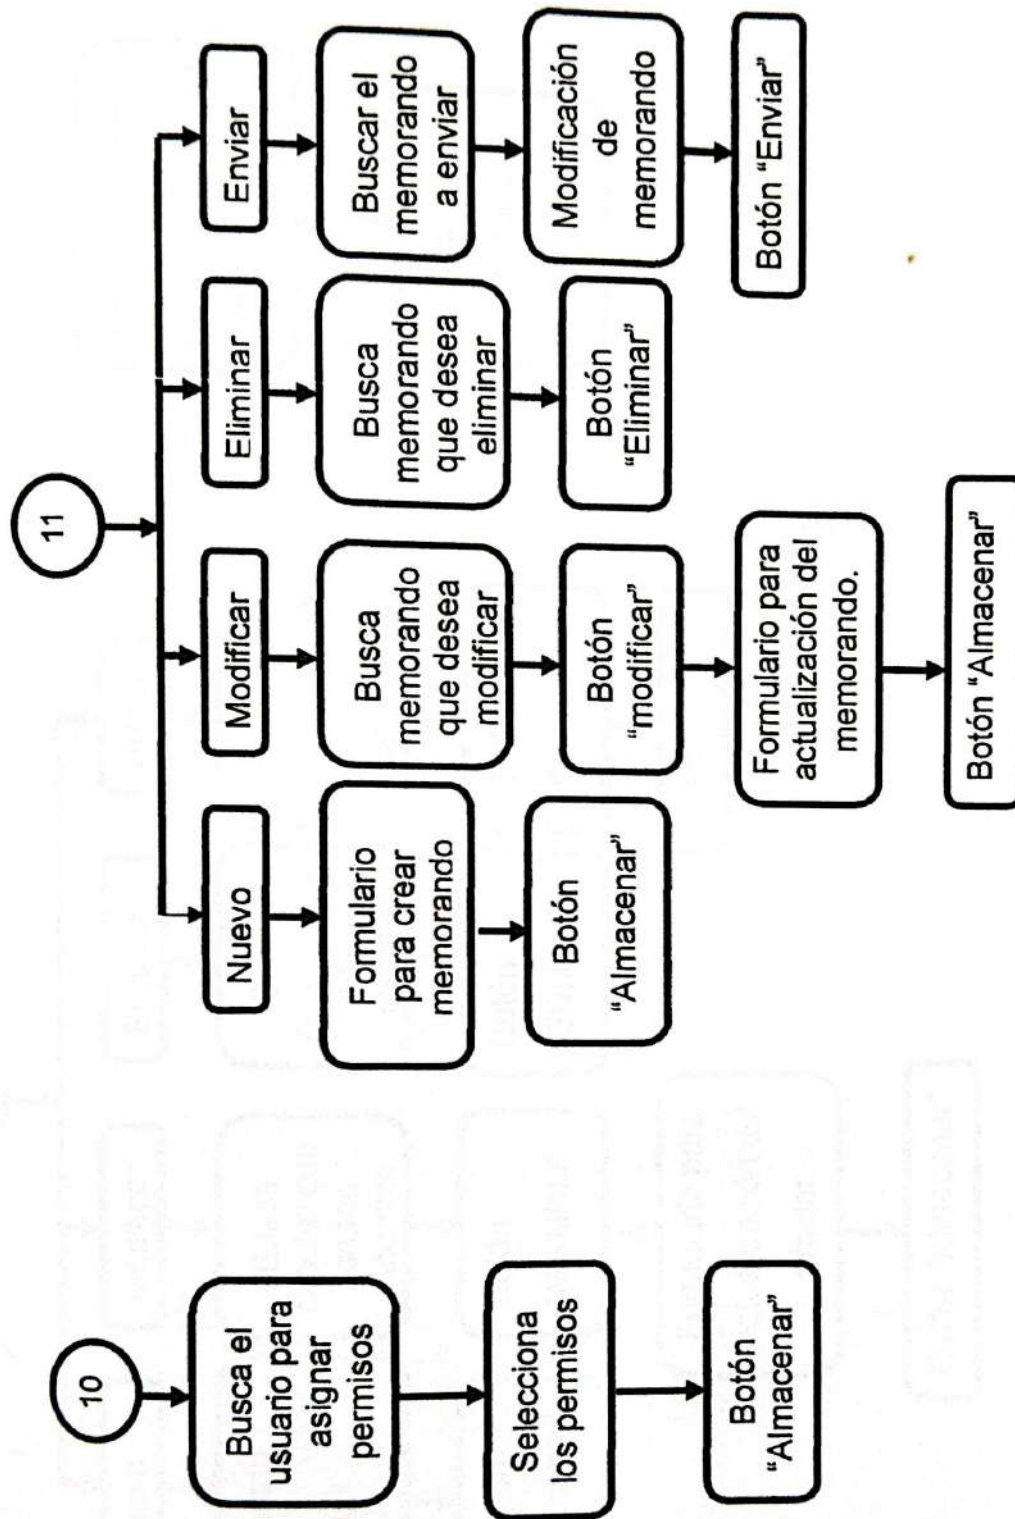 10
Busca el
usuario para
asignar
permisos
Selecciona
los permisos
Botón
“Almacenar”
11
Nuevo
Formulario
para crear
memorando
Botón
“Almacenar”
Modificar
Busca
memorando
que desea
modificar
Botón
“modificar”
Formulario para
actualización del
memorando.
Botón “Almacenar”
Eliminar
Busca
memorando
que desea
eliminar
Botón
“Eliminar”
Enviar
Buscar el
memorando
a enviar
Modificación
de
memorando
Botón “Enviar”